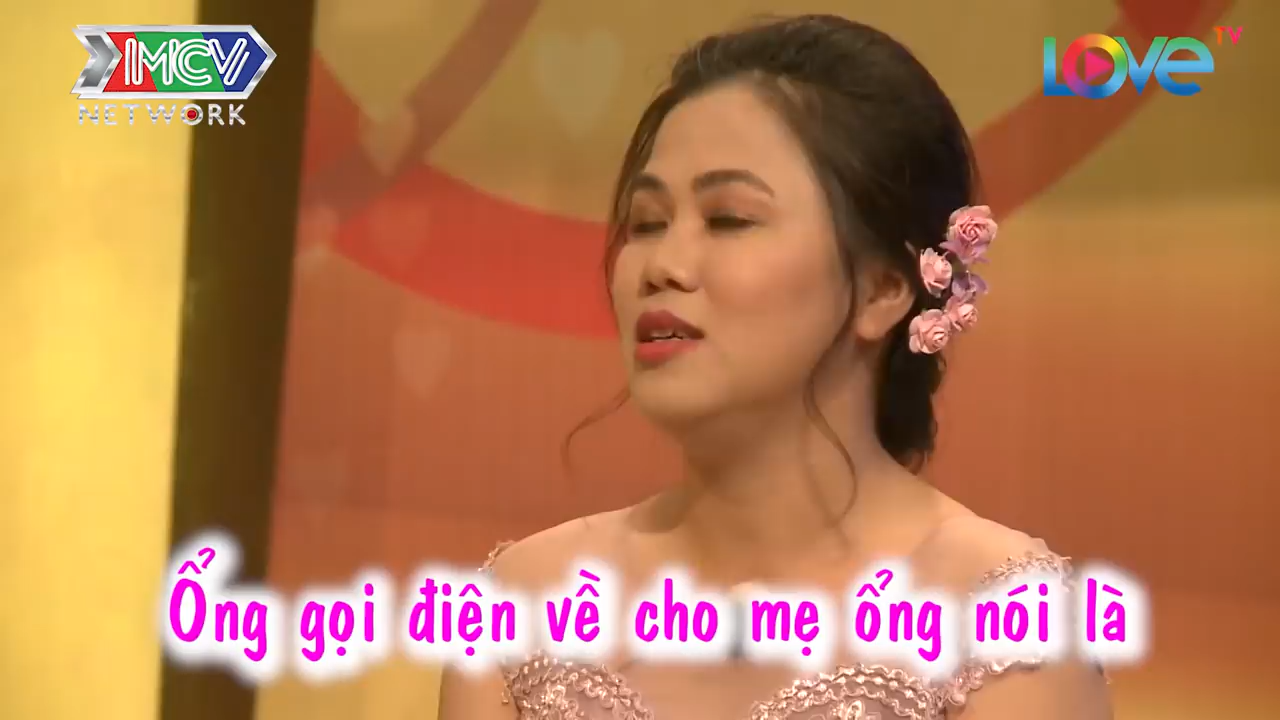 MCV
NETWORK
LOVE TV
Ổng gọi điện về cho mẹ ổng nói là